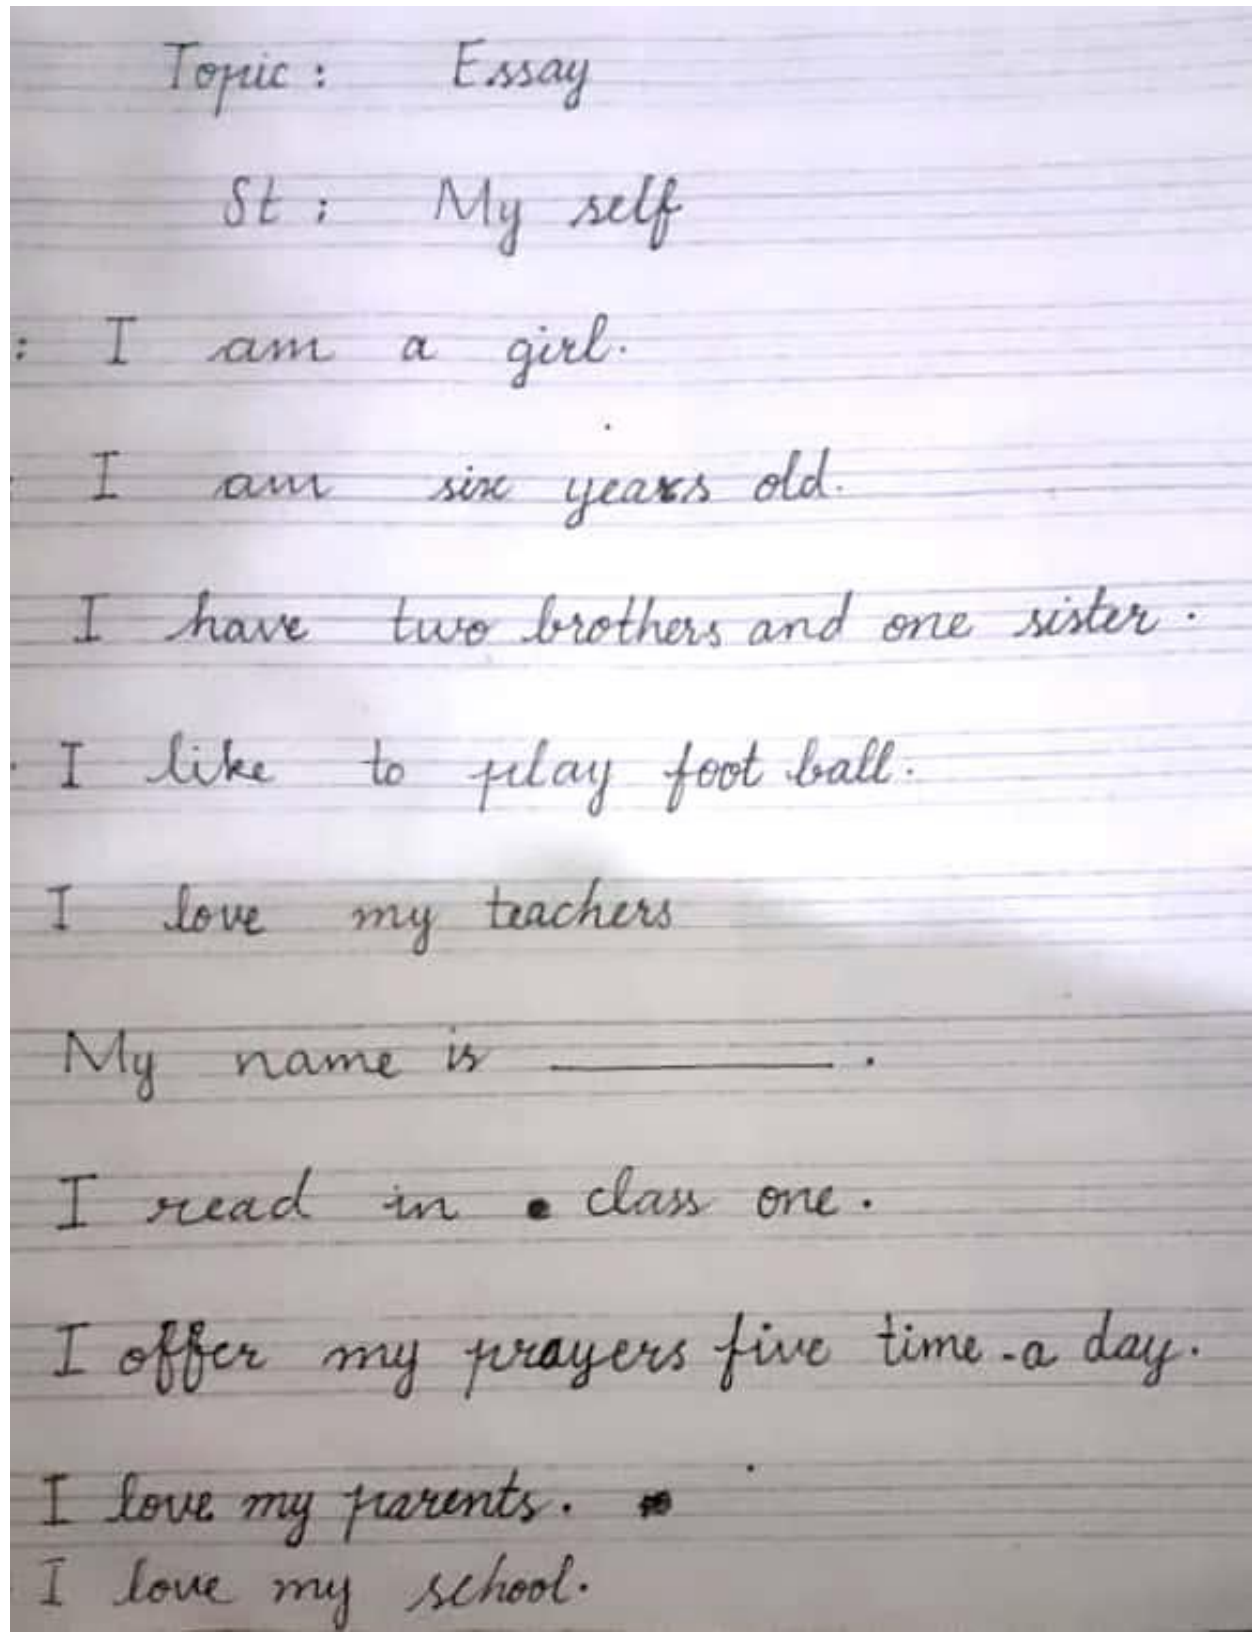 Topic: Essay
St: My self
: I am a girl.
I am six years old.
I have two brothers and one sister.
I like to play foot ball.
I love my teachers
My name is ________.
I read in class one.
I offer my prayers five time a day.
I love my parents.
I love my school.